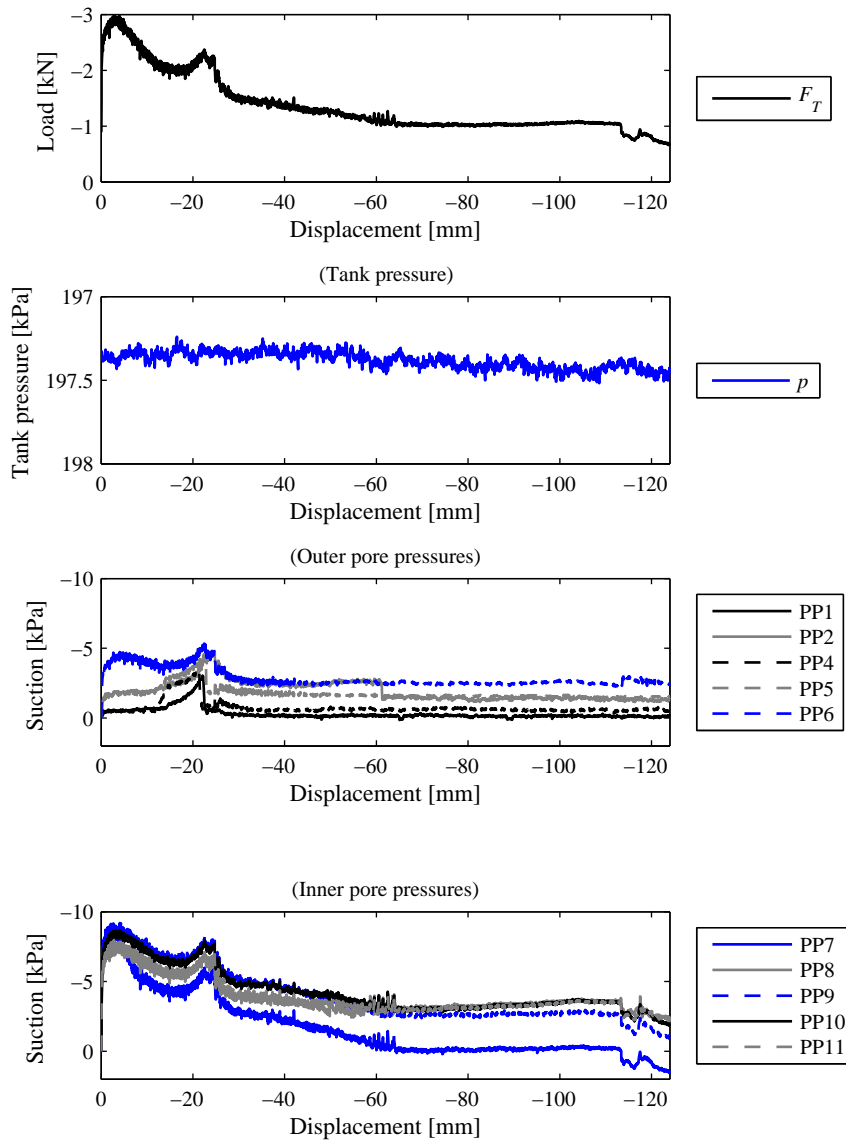 −3
−2
−1
0
Load [kN]
0 −20 −40 −60 −80 −100 −120
Displacement [mm]
F_T
(Tank pressure)
197
197.5
198
Tank pressure [kPa]
0 −20 −40 −60 −80 −100 −120
Displacement [mm]
p
(Outer pore pressures)
−10
−5
0
Suction [kPa]
0 −20 −40 −60 −80 −100 −120
Displacement [mm]
PP1
PP2
PP4
PP5
PP6
(Inner pore pressures)
−10
−5
0
Suction [kPa]
0 −20 −40 −60 −80 −100 −120
Displacement [mm]
PP7
PP8
PP9
PP10
PP11